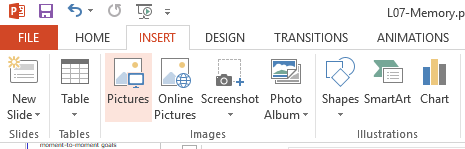 L07-Memory.p
FILE HOME INSERT DESIGN TRANSITIONS ANIMATIONS
New Slide Table Pictures Online Pictures Screenshot Photo Album Shapes SmartArt Chart
Slides Tables Images Illustrations
moment-to-moment goals